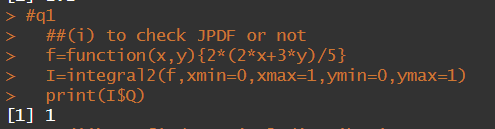 > #q1
>   ##(i) to check JPDF or not
>   f=function(x,y){2*(2*x+3*y)/5}
>   I=integral2(f,xmin=0,xmax=1,ymin=0,ymax=1)
>   print(I$Q)
[1] 1